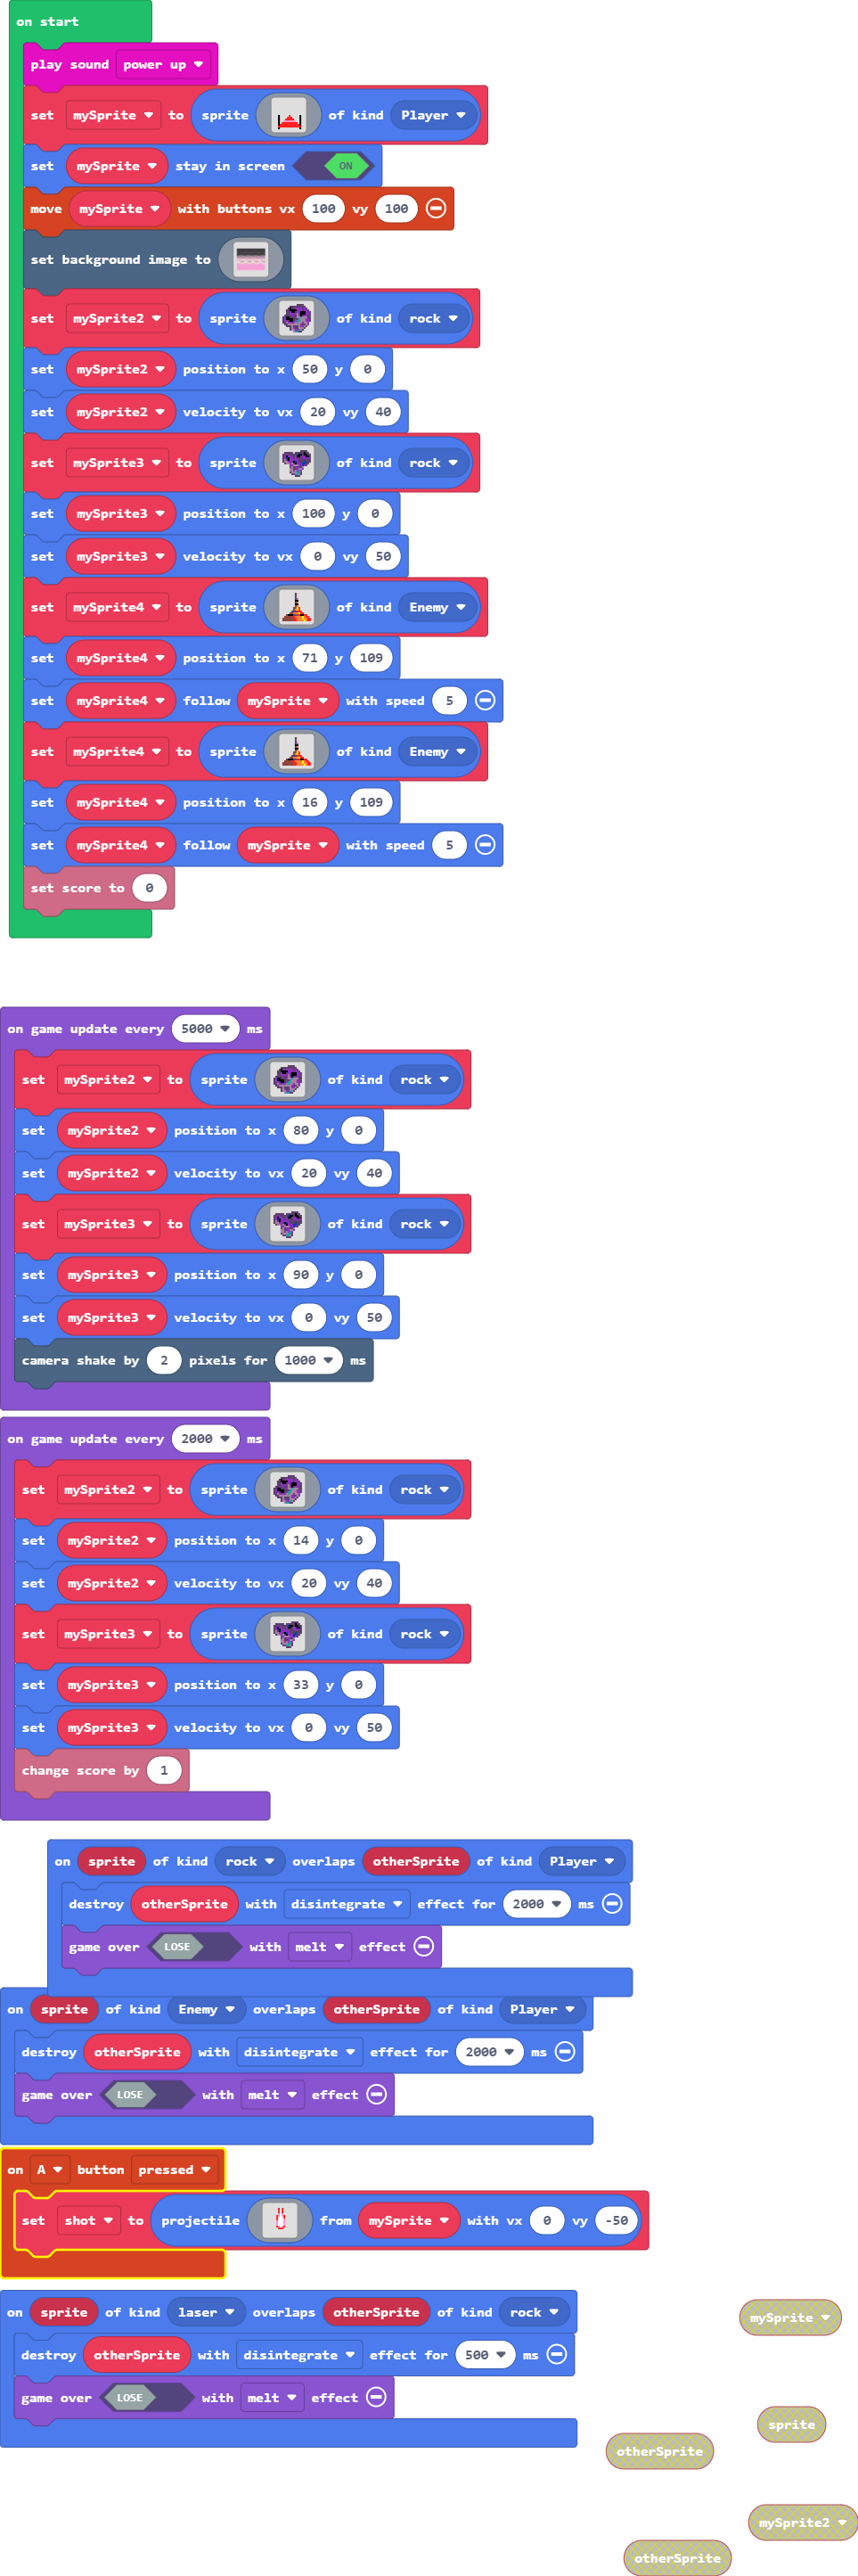 on start
play sound power up
set mySprite to sprite of kind Player
set mySprite stay in screen ON
move mySprite with buttons vx 100 vy 100
set background image to
set mySprite2 to sprite of kind rock
set mySprite2 position to x 50 y 0
set mySprite2 velocity to vx 20 vy 40
set mySprite3 to sprite of kind rock
set mySprite3 position to x 100 y 0
set mySprite3 velocity to vx 0 vy 50
set mySprite4 to sprite of kind Enemy
set mySprite4 position to x 71 y 109
set mySprite4 follow mySprite with speed 5
set mySprite4 to sprite of kind Enemy
set mySprite4 position to x 16 y 109
set mySprite4 follow mySprite with speed 5
set score to 0
on game update every 5000 ms
set mySprite2 to sprite of kind rock
set mySprite2 position to x 80 y 0
set mySprite2 velocity to vx 20 vy 40
set mySprite3 to sprite of kind rock
set mySprite3 position to x 90 y 0
set mySprite3 velocity to vx 0 vy 50
camera shake by 2 pixels for 1000 ms
on game update every 2000 ms
set mySprite2 to sprite of kind rock
set mySprite2 position to x 14 y 0
set mySprite2 velocity to vx 20 vy 40
set mySprite3 to sprite of kind rock
set mySprite3 position to x 33 y 0
set mySprite3 velocity to vx 0 vy 50
change score by 1
on sprite of kind rock overlaps otherSprite of kind Player
destroy otherSprite with disintegrate effect for 2000 ms
game over LOSE with melt effect
on sprite of kind Enemy overlaps otherSprite of kind Player
destroy otherSprite with disintegrate effect for 2000 ms
game over LOSE with melt effect
on A button pressed
set shot to projectile from mySprite with vx 0 vy -50
on sprite of kind laser overlaps otherSprite of kind rock
destroy otherSprite with disintegrate effect for 500 ms
game over LOSE with melt effect
mySprite
sprite
otherSprite
mySprite2
otherSprite